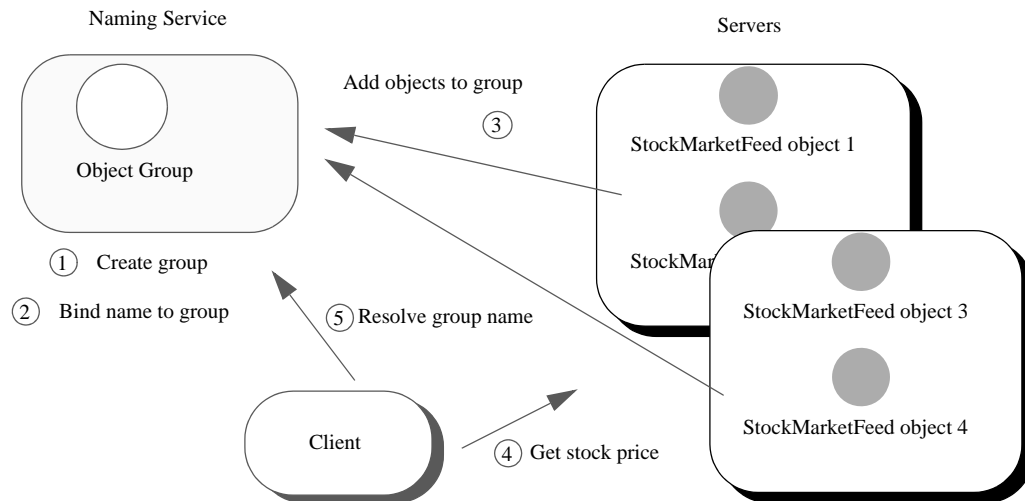 Naming Service
Servers
Add objects to group
3
StockMarketFeed object 1
Object Group
StockMar
1 Create group
2 Bind name to group
5 Resolve group name
StockMarketFeed object 3
Client
4 Get stock price
StockMarketFeed object 4